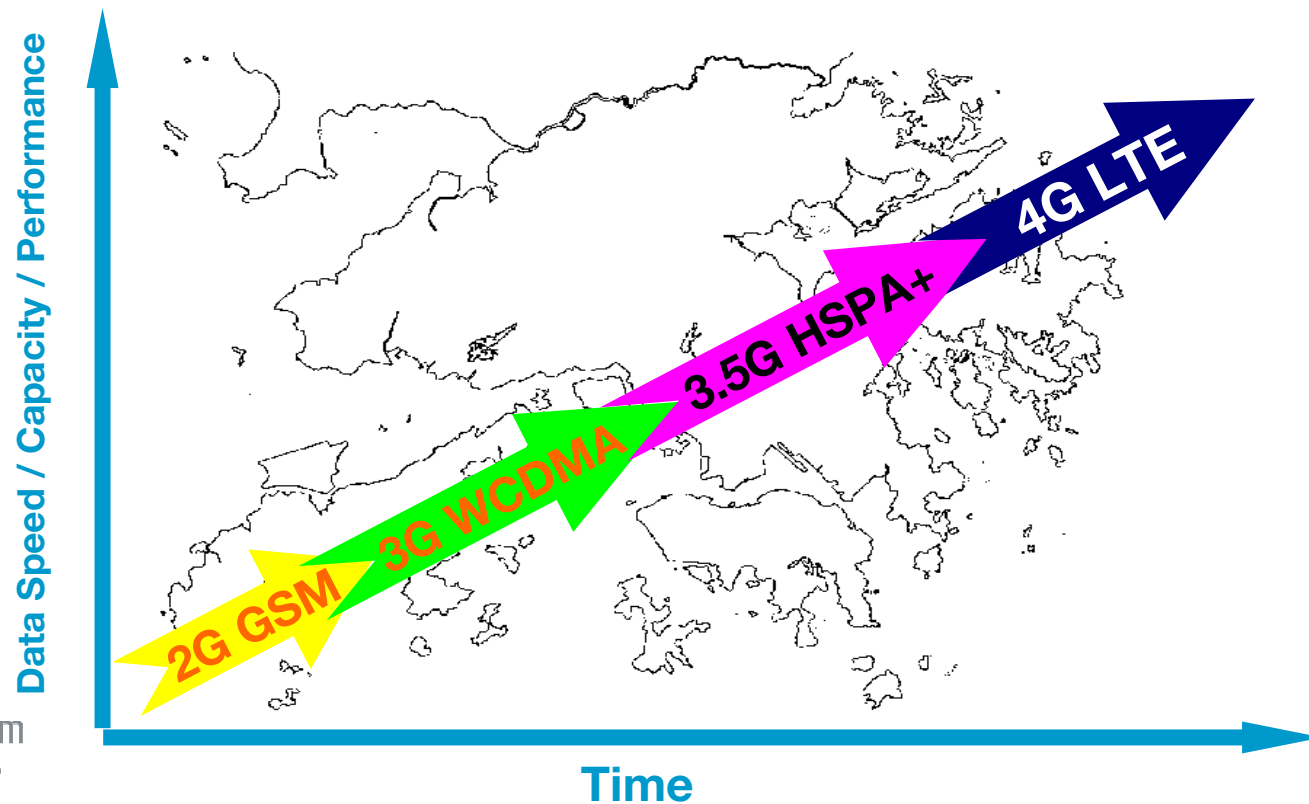 Data Speed / Capacity / Performance
4G LTE
3.5G HSPA+
3G WCDMA
2G GSM
m
Time